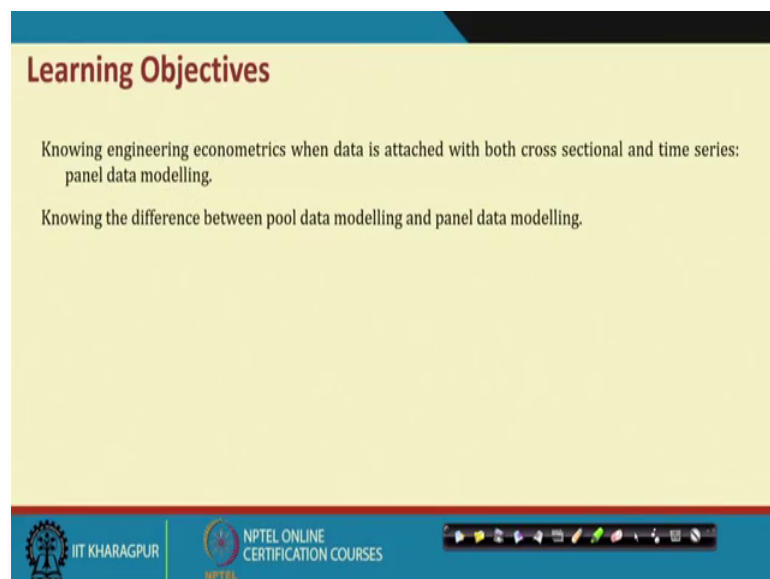 Learning Objectives
Knowing engineering econometrics when data is attached with both cross sectional and time series:
panel data modelling.
Knowing the difference between pool data modelling and panel data modelling.
IIT KHARAGPUR
NPTEL ONLINE
CERTIFICATION COURSES
NPTEL